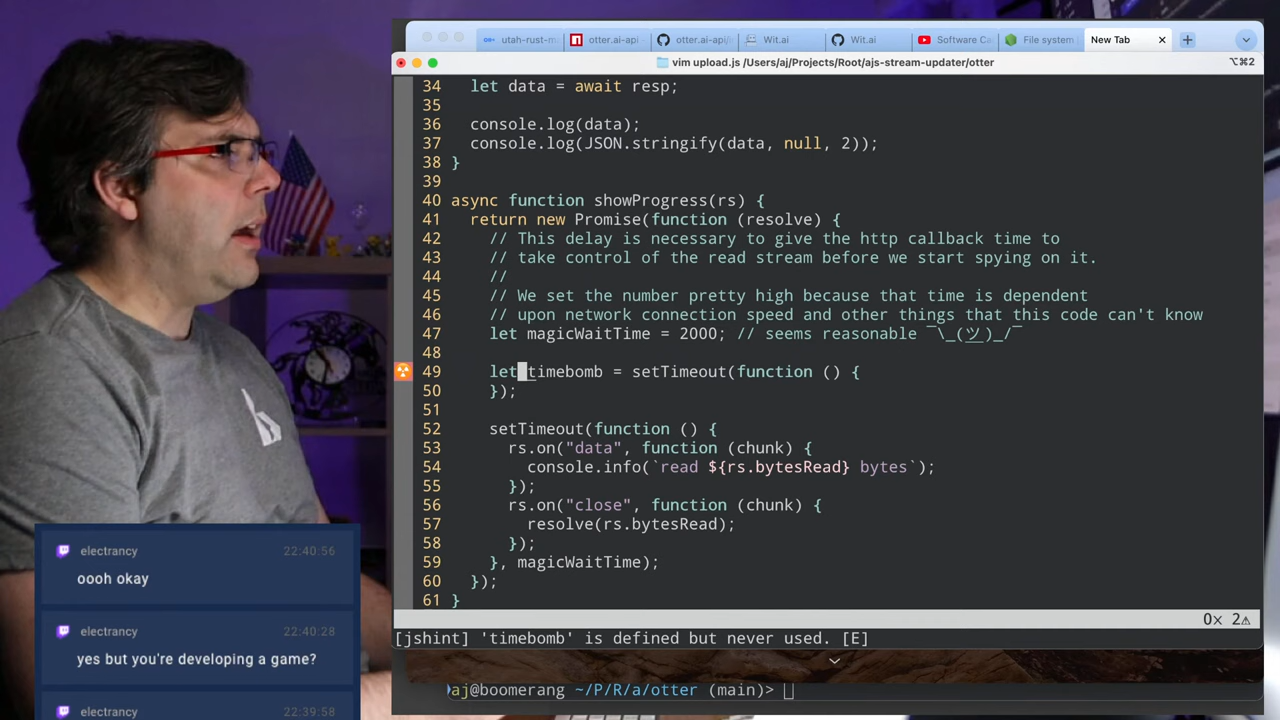 utah-rust-m
otter.ai-api
otter.ai-api/
Wit.ai
Wit.ai
Software Ce
File system
New Tab
vim upload.js /Users/aj/Projects/Root/ajs-stream-updater/otter
⌥⌘2
34 let data = await resp;
35
36 console.log(data);
37 console.log(JSON.stringify(data, null, 2));
38 }
39
40 async function showProgress(rs) {
41 return new Promise(function (resolve) {
42 // This delay is necessary to give the http callback time to
43 // take control of the read stream before we start spying on it.
44 //
45 // We set the number pretty high because that time is dependent
46 // upon network connection speed and other things that this code can't know
47 let magicWaitTime = 2000; // seems reasonable ¯\_(ツ)_/¯
48
49 let timebomb = setTimeout(function () {
50 });
51
52 setTimeout(function () {
53 rs.on("data", function (chunk) {
54 console.info(`read ${rs.bytesRead} bytes`);
55 });
56 rs.on("close", function (chunk) {
57 resolve(rs.bytesRead);
58 });
59 }, magicWaitTime);
60 });
61 }
0× 2⚠
[jshint] 'timebomb' is defined but never used. [E]
aj@boomerang ~/P/R/a/otter (main)>
electrancy 22:40:56
oooh okay
electrancy 22:40:28
yes but you're developing a game?
electrancy 22:39:58